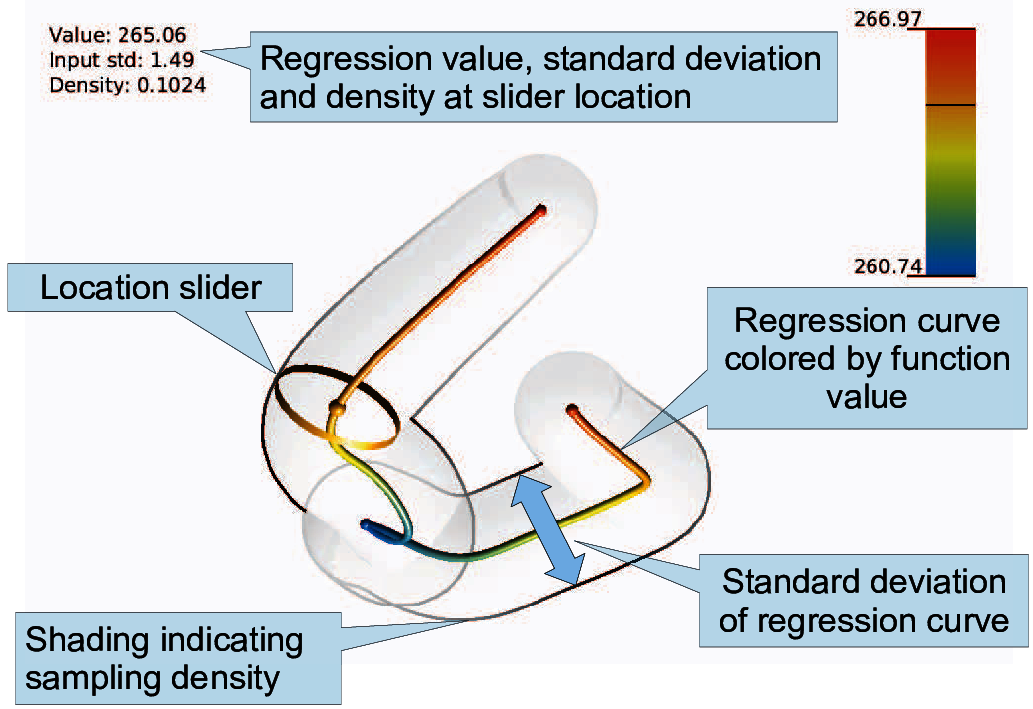 Value: 265.06
Input std: 1.49
Density: 0.1024
Regression value, standard deviation
and density at slider location
266.97
260.74
Location slider
Regression curve
colored by function
value
Standard deviation
of regression curve
Shading indicating
sampling density